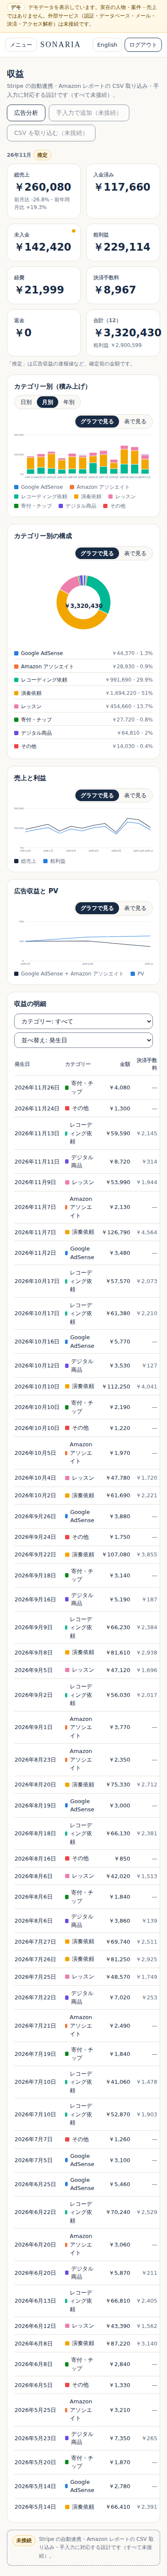 デモ デモデータを表示しています。実在の人物・案件・売上
ではありません。外部サービス（認証・データベース・メール・
決済・アクセス解析）は未接続です。
メニュー SONARIA English ログアウト
収益
Stripe の自動連携・Amazon レポートの CSV 取り込み・手入
力に対応する設計です（すべて未接続）。
広告分析 手入力で追加（未接続）
CSV を取り込む（未接続）
26年11月 推定
総売上
￥260,080
前月比 -26.8%・前年同
月比 +19.3%
入金済み
￥117,660
未入金
￥142,420
粗利益
￥229,114
経費
￥21,999
決済手数料
￥8,967
返金
￥0
合計（12）
￥3,320,430
粗利益 ￥2,900,599
「推定」は広告収益の速報値など、確定前の金額です。
カテゴリー別（積み上げ）
日別 月別 年別
グラフで見る 表で見る
Google AdSense Amazon アソシエイト
レコーディング依頼 演奏依頼 レッスン
寄付・チップ デジタル商品 その他
カテゴリー別の構成
グラフで見る 表で見る
￥3,320,430
Google AdSense ￥44,370・1.3%
Amazon アソシエイト ￥28,930・0.9%
レコーディング依頼 ￥991,690・29.9%
演奏依頼 ￥1,694,220・51%
レッスン ￥454,660・13.7%
寄付・チップ ￥27,720・0.8%
デジタル商品 ￥64,810・2%
その他 ￥14,030・0.4%
売上と利益
グラフで見る 表で見る
総売上 粗利益
広告収益と PV
グラフで見る 表で見る
Google AdSense + Amazon アソシエイト PV
収益の明細
カテゴリー: すべて
並べ替え: 発生日
発生日 カテゴリー 金額 決済手数料
2026年11月26日 寄付・チップ ￥4,080 —
2026年11月24日 その他 ￥1,300 —
2026年11月13日 レコーディング依頼 ￥59,590 ￥2,145
2026年11月11日 デジタル商品 ￥8,720 ￥314
2026年11月9日 レッスン ￥53,990 ￥1,944
2026年11月7日 Amazon アソシエイト ￥2,130 —
2026年11月7日 演奏依頼 ￥126,790 ￥4,564
2026年11月2日 Google AdSense ￥3,480 —
2026年10月17日 レコーディング依頼 ￥57,570 ￥2,073
2026年10月17日 レコーディング依頼 ￥61,380 ￥2,210
2026年10月16日 Google AdSense ￥5,770 —
2026年10月12日 デジタル商品 ￥3,530 ￥127
2026年10月10日 演奏依頼 ￥112,250 ￥4,041
2026年10月10日 寄付・チップ ￥2,190 —
2026年10月10日 その他 ￥1,220 —
2026年10月5日 Amazon アソシエイト ￥1,970 —
2026年10月4日 レッスン ￥47,780 ￥1,720
2026年10月2日 演奏依頼 ￥61,690 ￥2,221
2026年9月26日 Google AdSense ￥3,880 —
2026年9月24日 その他 ￥1,750 —
2026年9月22日 演奏依頼 ￥107,080 ￥3,855
2026年9月18日 寄付・チップ ￥3,140 —
2026年9月16日 デジタル商品 ￥5,190 ￥187
2026年9月9日 レコーディング依頼 ￥66,230 ￥2,384
2026年9月8日 演奏依頼 ￥81,610 ￥2,938
2026年9月5日 レッスン ￥47,120 ￥1,696
2026年9月2日 レコーディング依頼 ￥56,030 ￥2,017
2026年9月1日 Amazon アソシエイト ￥3,770 —
2026年8月23日 Amazon アソシエイト ￥2,350 —
2026年8月20日 演奏依頼 ￥75,330 ￥2,712
2026年8月19日 Google AdSense ￥3,000 —
2026年8月18日 レコーディング依頼 ￥66,130 ￥2,381
2026年8月16日 その他 ￥850 —
2026年8月6日 レッスン ￥42,020 ￥1,513
2026年8月6日 寄付・チップ ￥1,840 —
2026年8月6日 デジタル商品 ￥3,860 ￥139
2026年7月27日 演奏依頼 ￥69,740 ￥2,511
2026年7月26日 演奏依頼 ￥81,250 ￥2,925
2026年7月25日 レッスン ￥48,570 ￥1,749
2026年7月22日 デジタル商品 ￥7,020 ￥253
2026年7月21日 Amazon アソシエイト ￥2,490 —
2026年7月19日 寄付・チップ ￥1,840 —
2026年7月10日 レコーディング依頼 ￥41,060 ￥1,478
2026年7月10日 レコーディング依頼 ￥52,870 ￥1,903
2026年7月7日 その他 ￥1,260 —
2026年7月5日 Google AdSense ￥3,100 —
2026年6月25日 Google AdSense ￥5,460 —
2026年6月22日 レコーディング依頼 ￥70,240 ￥2,529
2026年6月20日 Amazon アソシエイト ￥3,060 —
2026年6月20日 デジタル商品 ￥5,870 ￥211
2026年6月13日 レコーディング依頼 ￥66,810 ￥2,405
2026年6月12日 レッスン ￥43,390 ￥1,562
2026年6月8日 演奏依頼 ￥87,220 ￥3,140
2026年6月8日 寄付・チップ ￥2,840 —
2026年6月5日 その他 ￥1,330 —
2026年5月25日 Amazon アソシエイト ￥3,210 —
2026年5月23日 デジタル商品 ￥7,350 ￥265
2026年5月20日 寄付・チップ ￥1,870 —
2026年5月14日 Google AdSense ￥2,780 —
2026年5月14日 演奏依頼 ￥66,410 ￥2,391
未接続 Stripe の自動連携・Amazon レポートの CSV 取
り込み・手入力に対応する設計です（すべて未接
続）。